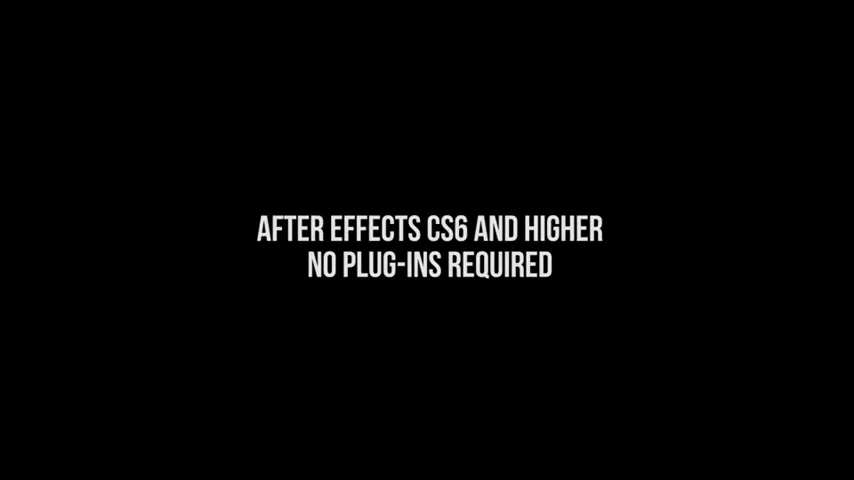 AFTER EFFECTS CS6 AND HIGHER
NO PLUG-INS REQUIRED